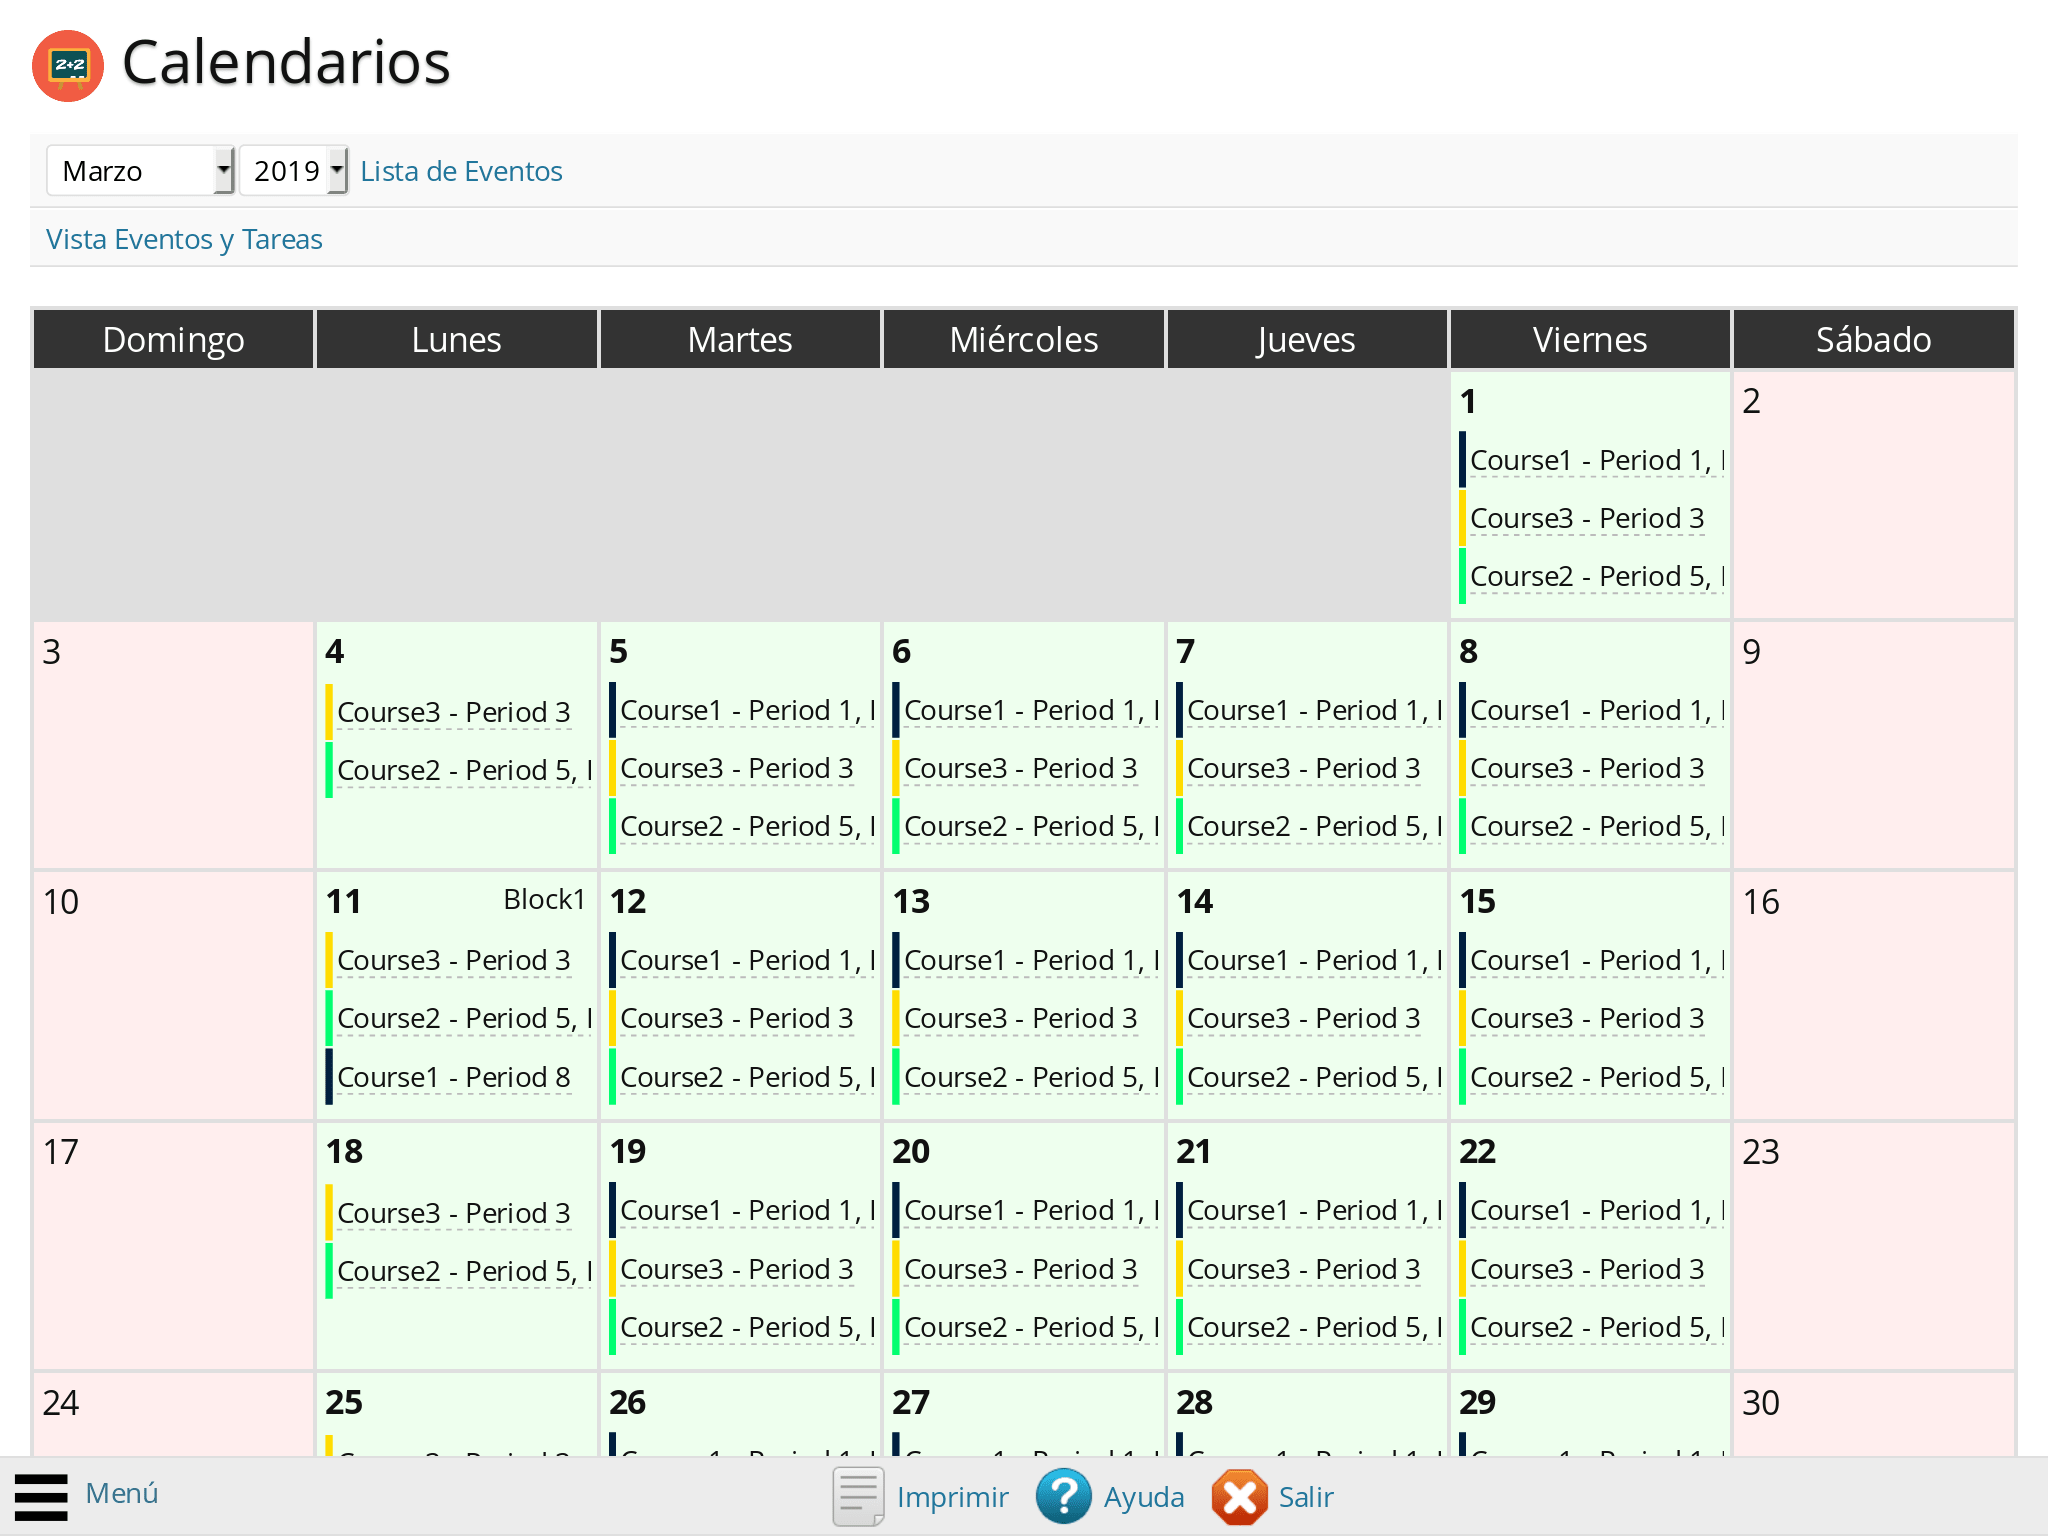 2+2 Calendarios
Marzo 2019 Lista de Eventos
Vista Eventos y Tareas
Domingo Lunes Martes Miércoles Jueves Viernes Sábado
1 2
Course1 - Period 1,
Course3 - Period 3
Course2 - Period 5,
3 4 5 6 7 8 9
Course3 - Period 3 Course1 - Period 1, Course1 - Period 1, Course1 - Period 1, Course1 - Period 1,
Course2 - Period 5, Course3 - Period 3 Course3 - Period 3 Course3 - Period 3 Course3 - Period 3
Course2 - Period 5, Course2 - Period 5, Course2 - Period 5, Course2 - Period 5,
10 11 Block1 12 13 14 15 16
Course3 - Period 3 Course1 - Period 1, Course1 - Period 1, Course1 - Period 1, Course1 - Period 1,
Course2 - Period 5, Course3 - Period 3 Course3 - Period 3 Course3 - Period 3 Course3 - Period 3
Course1 - Period 8 Course2 - Period 5, Course2 - Period 5, Course2 - Period 5, Course2 - Period 5,
17 18 19 20 21 22 23
Course3 - Period 3 Course1 - Period 1, Course1 - Period 1, Course1 - Period 1, Course1 - Period 1,
Course2 - Period 5, Course3 - Period 3 Course3 - Period 3 Course3 - Period 3 Course3 - Period 3
Course2 - Period 5, Course2 - Period 5, Course2 - Period 5, Course2 - Period 5,
24 25 26 27 28 29 30
Menú Imprimir Ayuda Salir